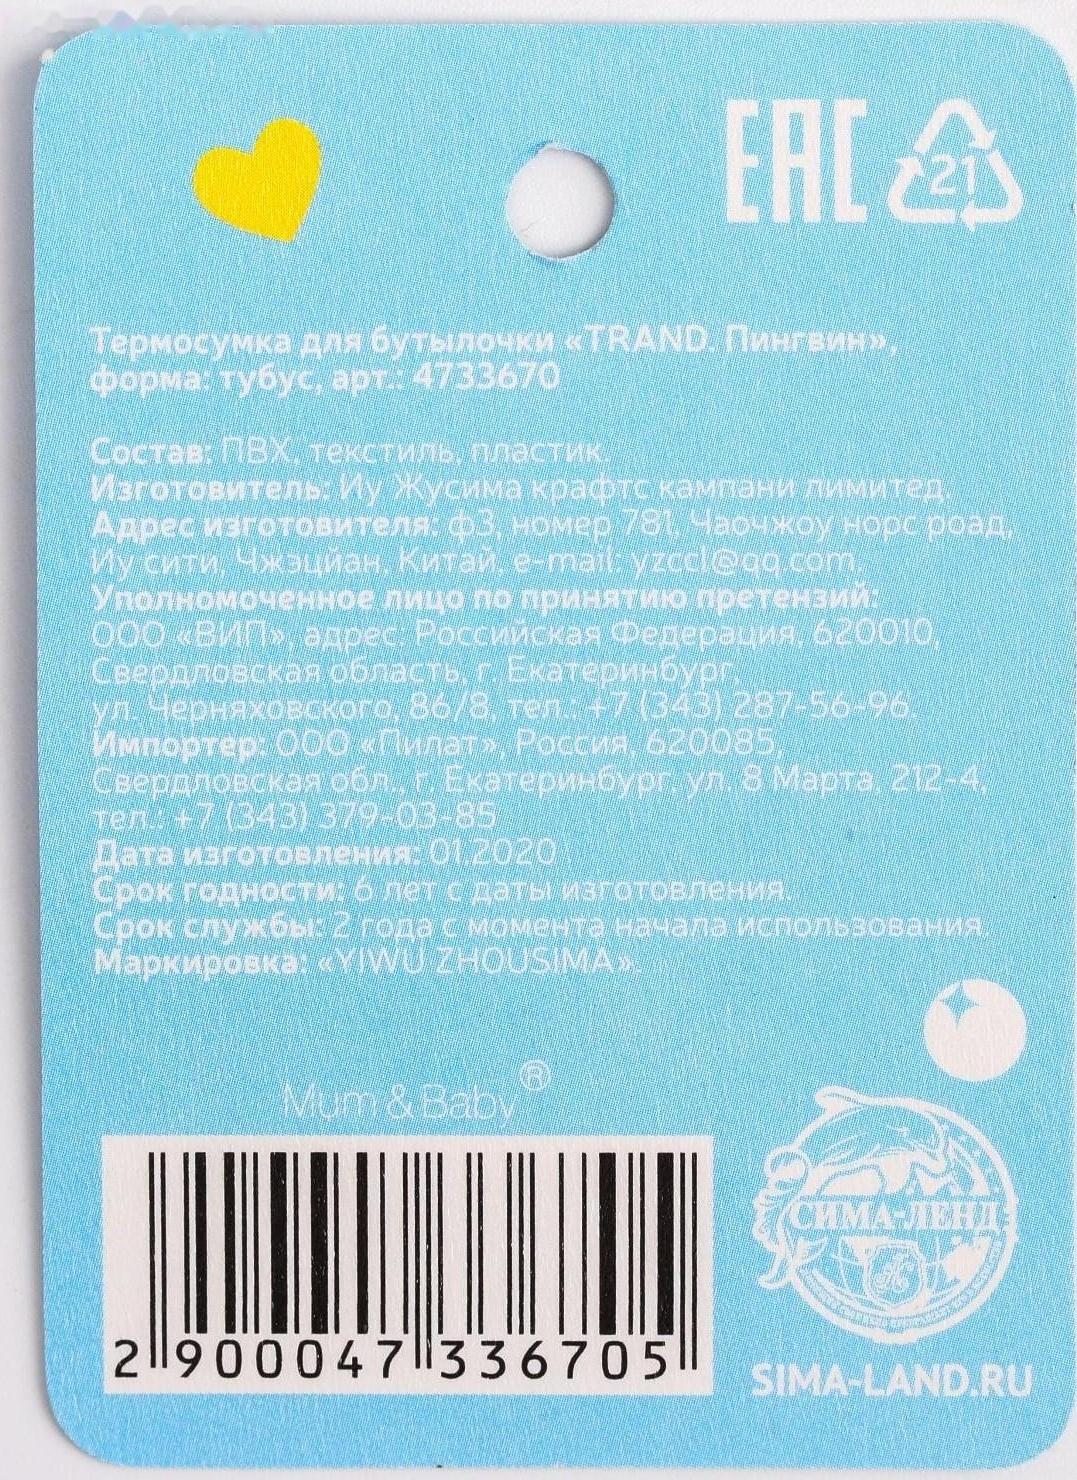 EAC
21
Термосумка для бутылочки «TRAND. Пингвин»,
форма: тубус, арт.: 4733670
Состав: ПВХ, текстиль, пластик.
Изготовитель: Иу Жусима крафтс кампани лимитед.
Адрес изготовителя: ф3, номер 781, Чаочжоу норс роад,
Иу сити, Чжэцйан, Китай, e-mail: yzccl@qq.com.
Уполномоченное лицо по принятию претензий:
ООО «ВИП», адрес: Российская Федерация, 620010,
Свердловская область, г. Екатеринбург,
ул. Черняховского, 86/8, тел.: +7 (343) 287-56-96.
Импортер: ООО «Пилат», Россия, 620085,
Свердловская обл., г. Екатеринбург, ул. 8 Марта, 212-4,
тел.: +7 (343) 379-03-85
Дата изготовления: 01.2020
Срок годности: 6 лет с даты изготовления.
Срок службы: 2 года с момента начала использования.
Маркировка: «YIWU ZHOUSIMA».
Mum & Baby ®
СИМА-ЛЕНД
2 900047 336705
SIMA-LAND.RU